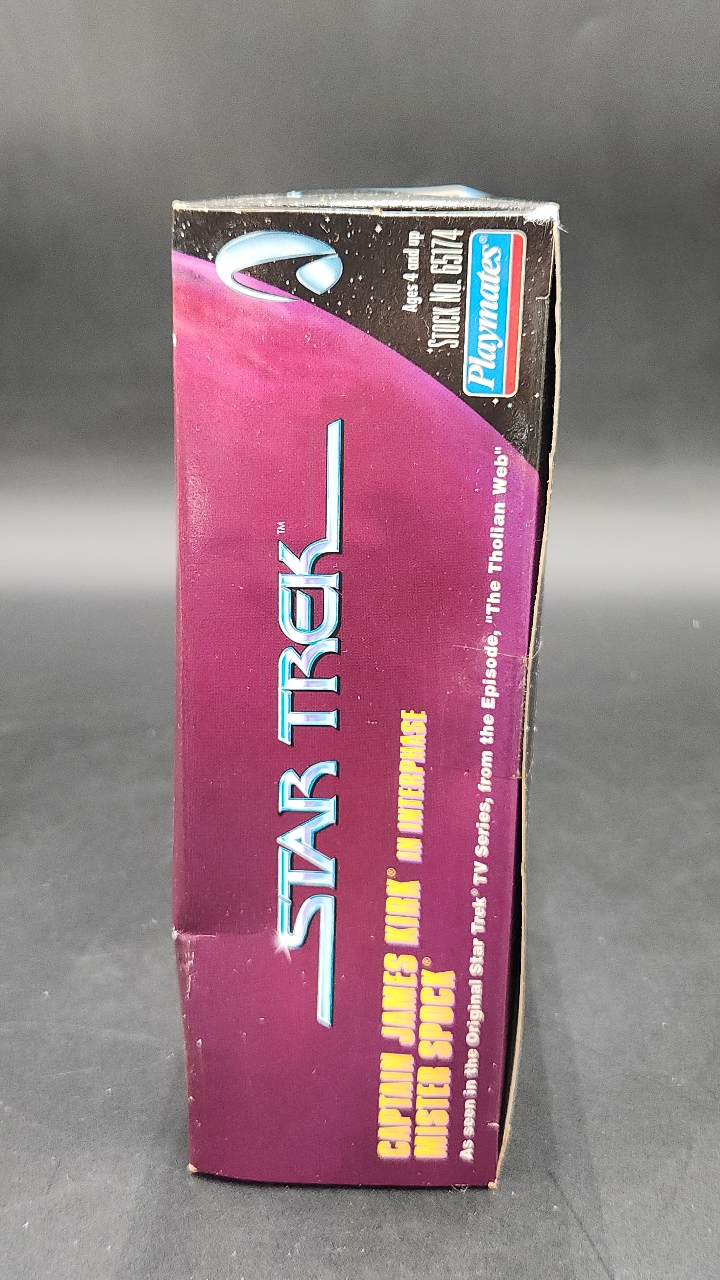 STAR TREK™
CAPTAIN JAMES KIRK® IN INTERPHASE
MISTER SPOCK®
As seen in the Original Star Trek® TV Series, from the Episode, "The Tholian Web"
Ages 4 and up
STOCK No. 65174
Playmates®